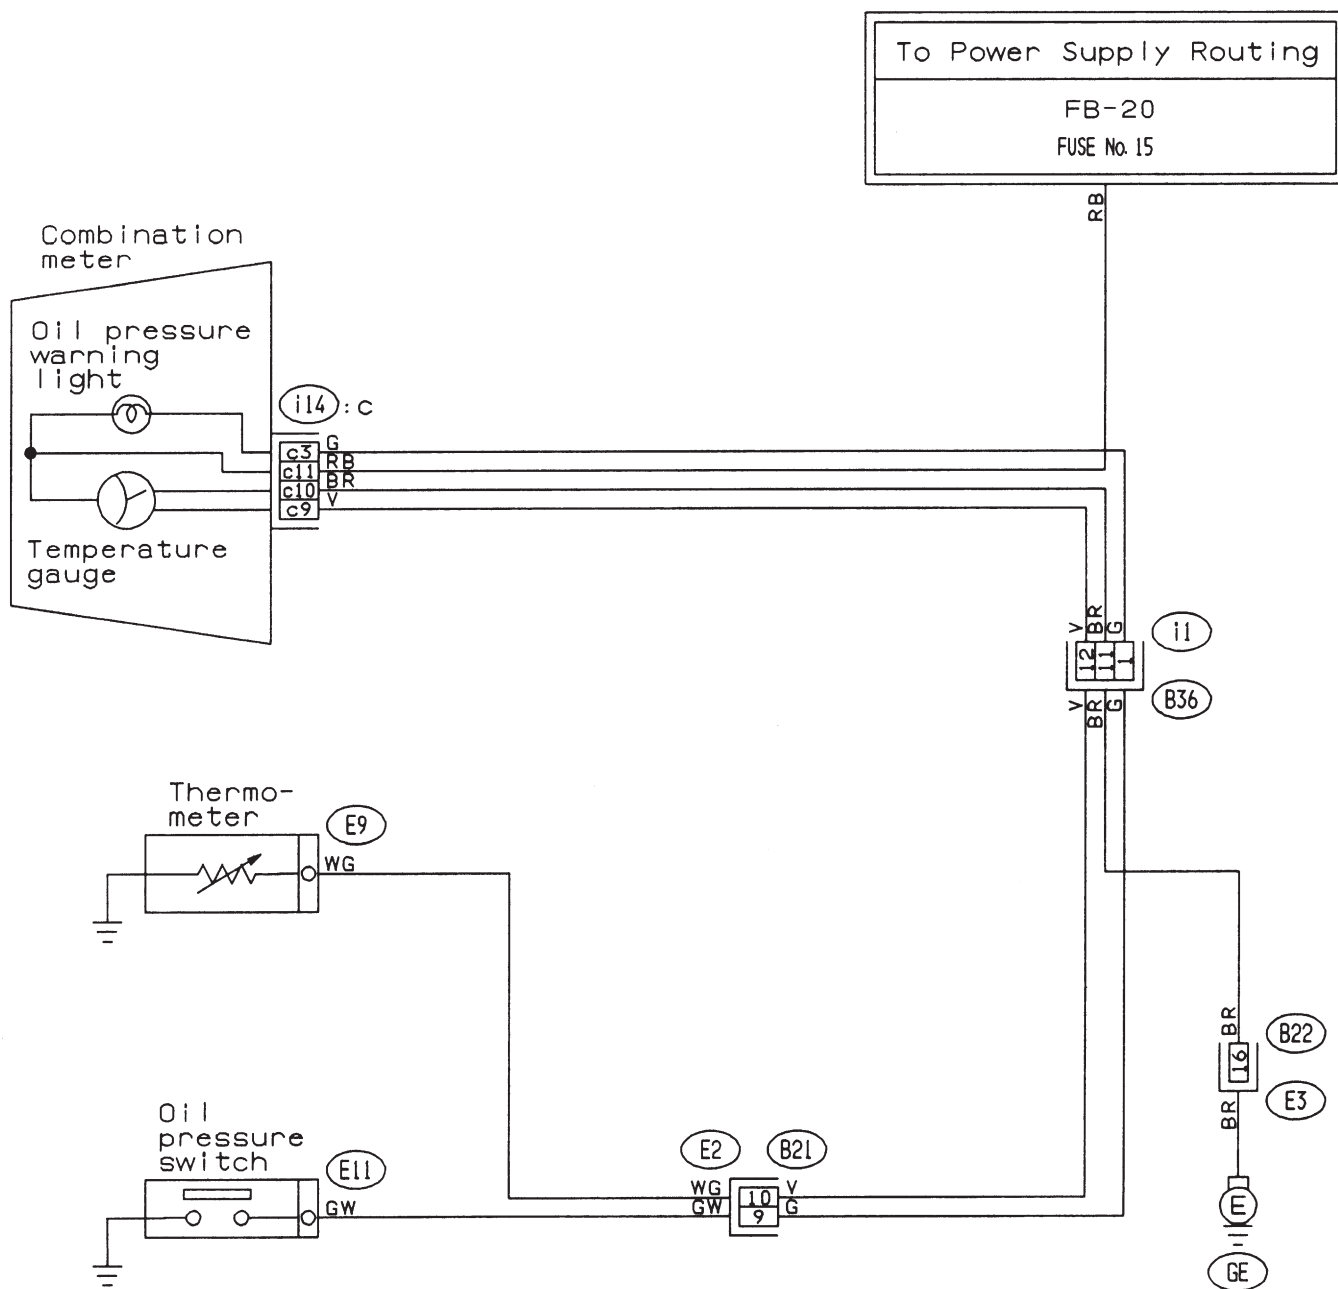 To Power Supply Routing
FB-20
FUSE No. 15
RB
Combination
meter
Oil pressure
warning
light
i14 : C
c3 G
c11 RB
c10 BR
c9 V
Temperature
gauge
V BR G
i1
12 11 1
B36
V BR G
Thermo-
meter
E9
WG
BR
B22
16
E3
BR
Oil
pressure
switch
E11
GW
E2 B21
WG 10 V
GW 9 G
E
GE